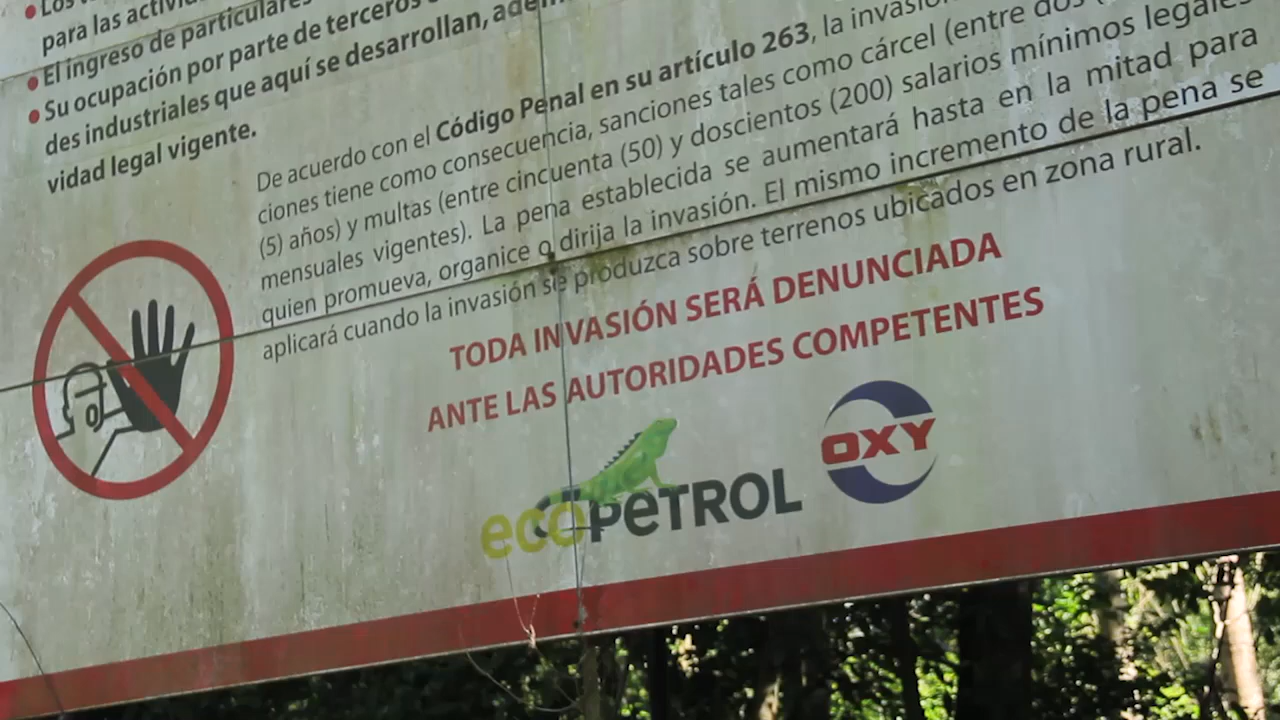 Los
para las
El ingreso de particulares
Su ocupación por parte de terceros
des industriales que aquí se desarrollan,
vidad legal vigente.
De acuerdo con el Código Penal en su artículo 263, la
ciones tiene como consecuencia, sanciones tales como cárcel (entre dos
(5) años) y multas (entre cincuenta (50) y doscientos (200) salarios mínimos legales
mensuales vigentes). La pena establecida se aumentará hasta en la mitad para
quien promueva, organice o dirija la invasión. El mismo incremento de la pena se
aplicará cuando la invasión se produzca sobre terrenos ubicados en zona rural.
TODA INVASIÓN SERÁ DENUNCIADA
ANTE LAS AUTORIDADES COMPETENTES
OXY
ecoPeTROL